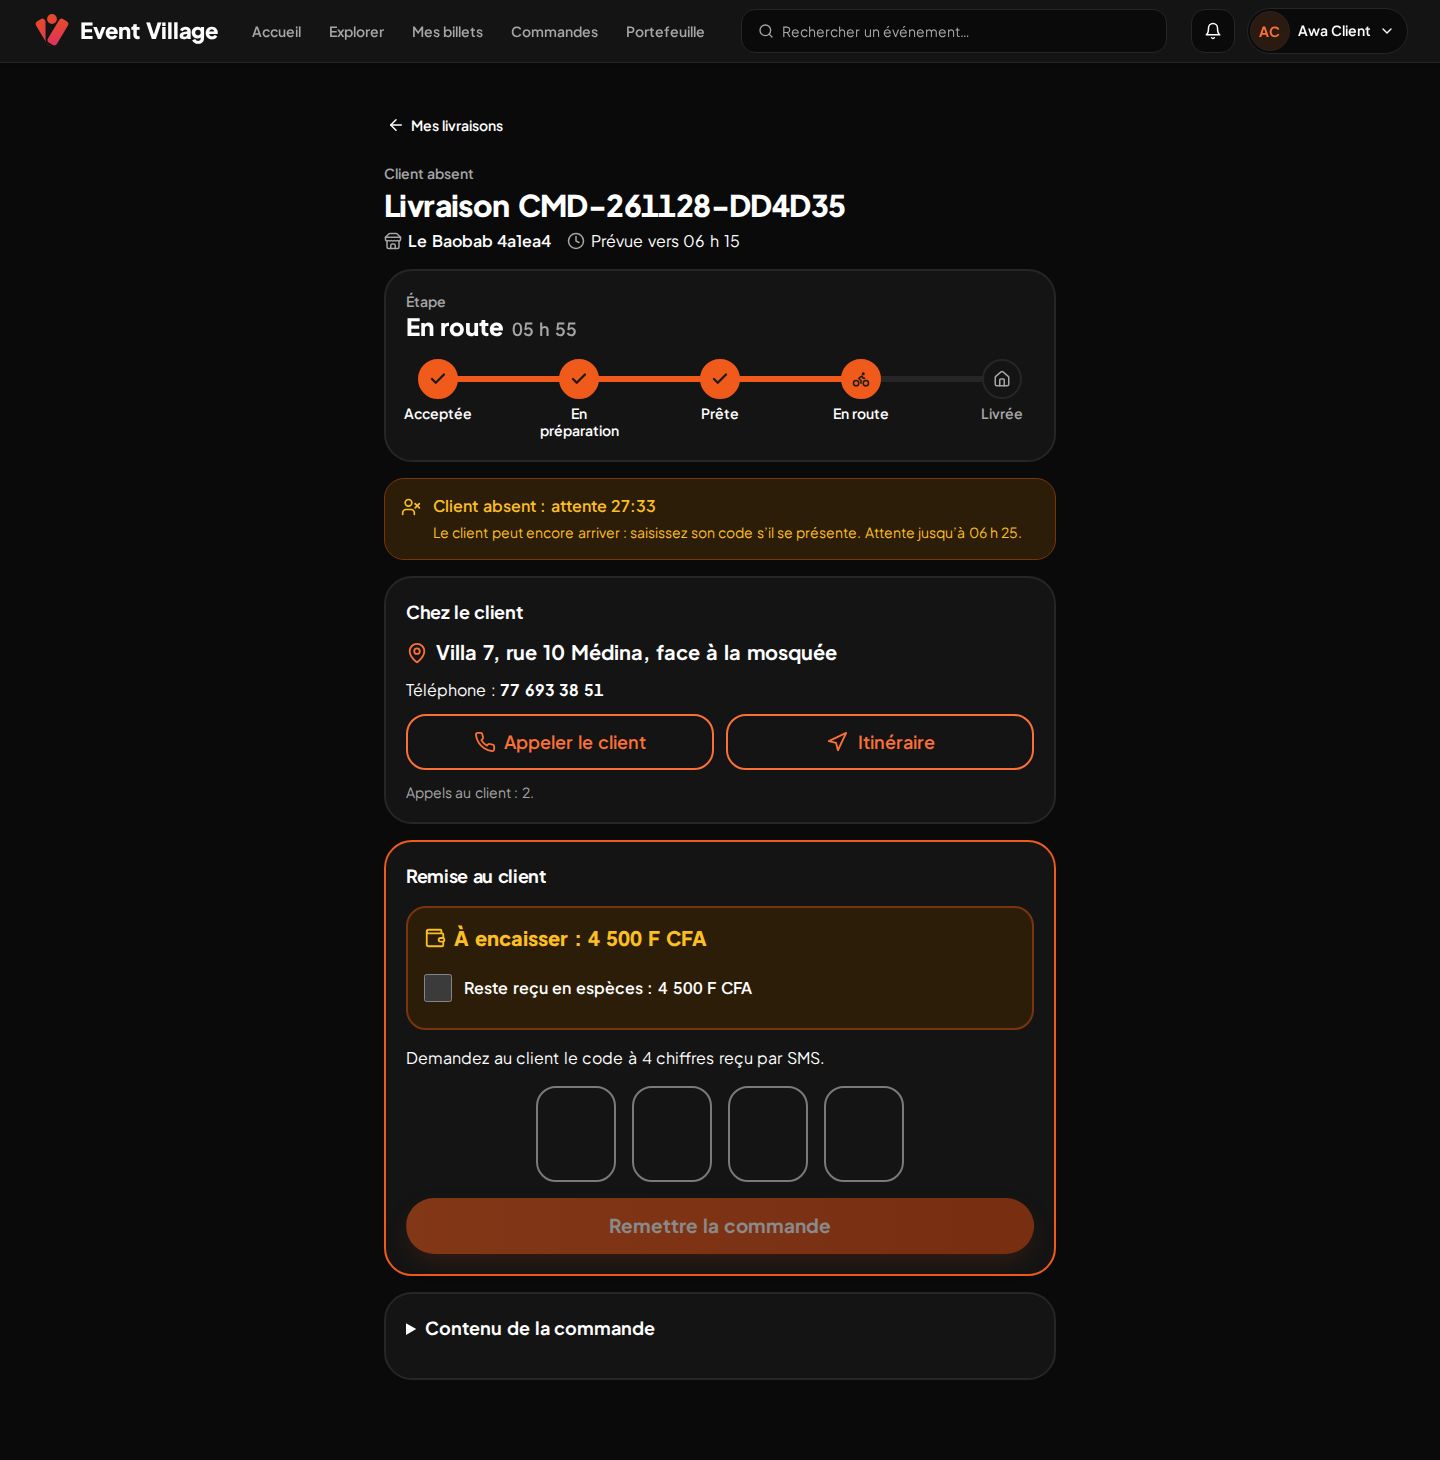 Event Village
Accueil
Explorer
Mes billets
Commandes
Portefeuille
Rechercher un événement…
AC
Awa Client
Mes livraisons
Client absent
Livraison CMD-261128-DD4D35
Le Baobab 4a1ea4
Prévue vers 06 h 15
Étape
En route 05 h 55
Acceptée
En préparation
Prête
En route
Livrée
Client absent : attente 27:33
Le client peut encore arriver : saisissez son code s'il se présente. Attente jusqu'à 06 h 25.
Chez le client
Villa 7, rue 10 Médina, face à la mosquée
Téléphone : 77 693 38 51
Appeler le client
Itinéraire
Appels au client : 2.
Remise au client
À encaisser : 4 500 F CFA
Reste reçu en espèces : 4 500 F CFA
Demandez au client le code à 4 chiffres reçu par SMS.
Remettre la commande
Contenu de la commande